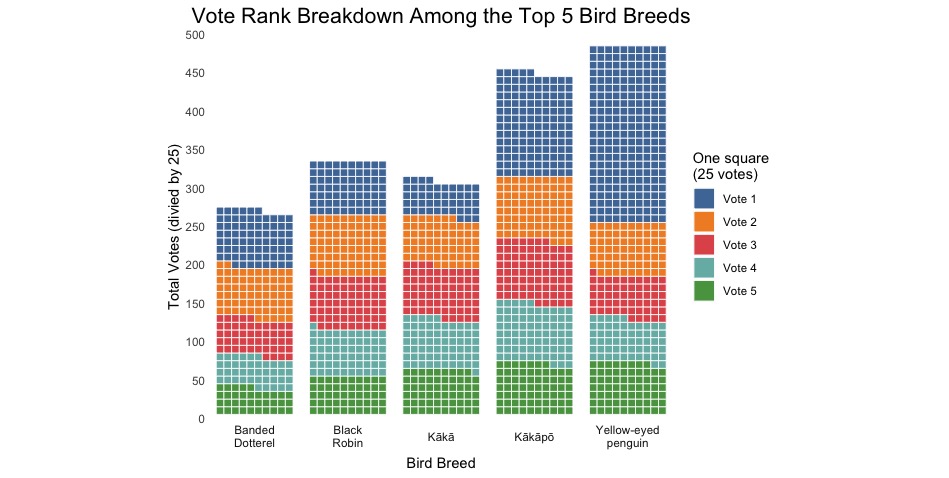 Vote Rank Breakdown Among the Top 5 Bird Breeds
500
450
400
350
300
250
200
150
100
50
0
Total Votes (divied by 25)
Banded
Dotterel
Black
Robin
Kākā
Kākāpō
Yellow-eyed
penguin
Bird Breed
One square
(25 votes)
Vote 1
Vote 2
Vote 3
Vote 4
Vote 5